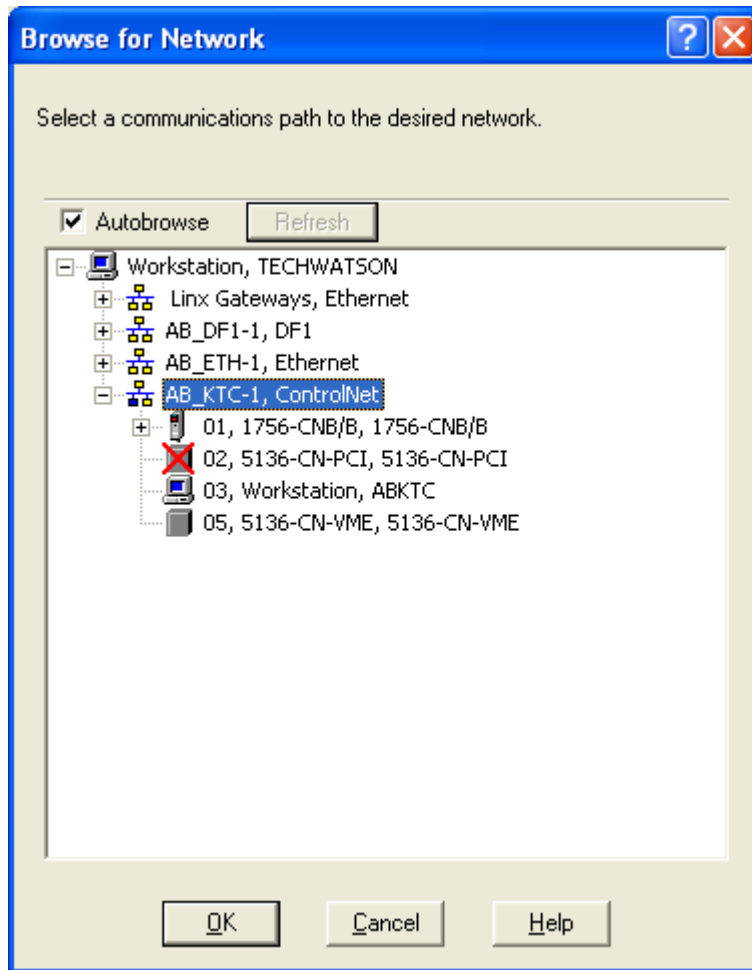 Browse for Network
Select a communications path to the desired network.
Autobrowse Refresh
Workstation, TECHWATSON
Linx Gateways, Ethernet
AB_DF1-1, DF1
AB_ETH-1, Ethernet
AB_KTC-1, ControlNet
01, 1756-CNB/B, 1756-CNB/B
02, 5136-CN-PCI, 5136-CN-PCI
03, Workstation, ABKTC
05, 5136-CN-VME, 5136-CN-VME
OK Cancel Help